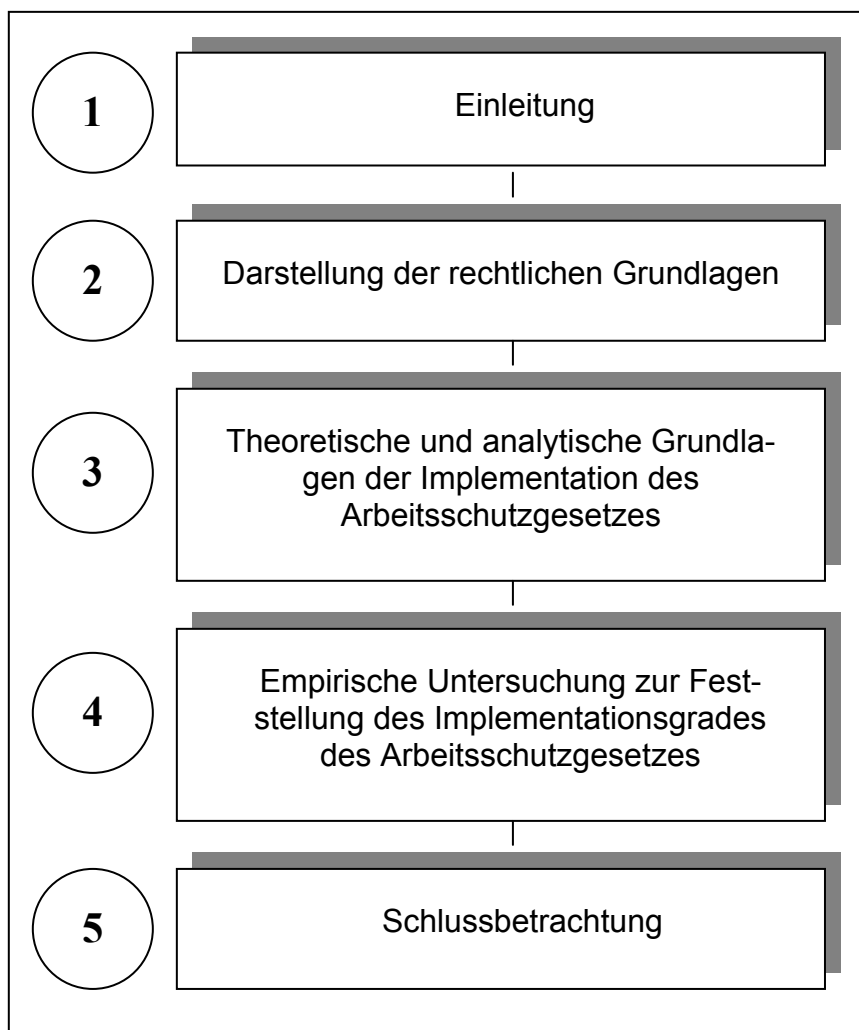 1
Einleitung
2
Darstellung der rechtlichen Grundlagen
3
Theoretische und analytische Grundla-
gen der Implementation des
Arbeitsschutzgesetzes
4
Empirische Untersuchung zur Fest-
stellung des Implementationsgrades
des Arbeitsschutzgesetzes
5
Schlussbetrachtung